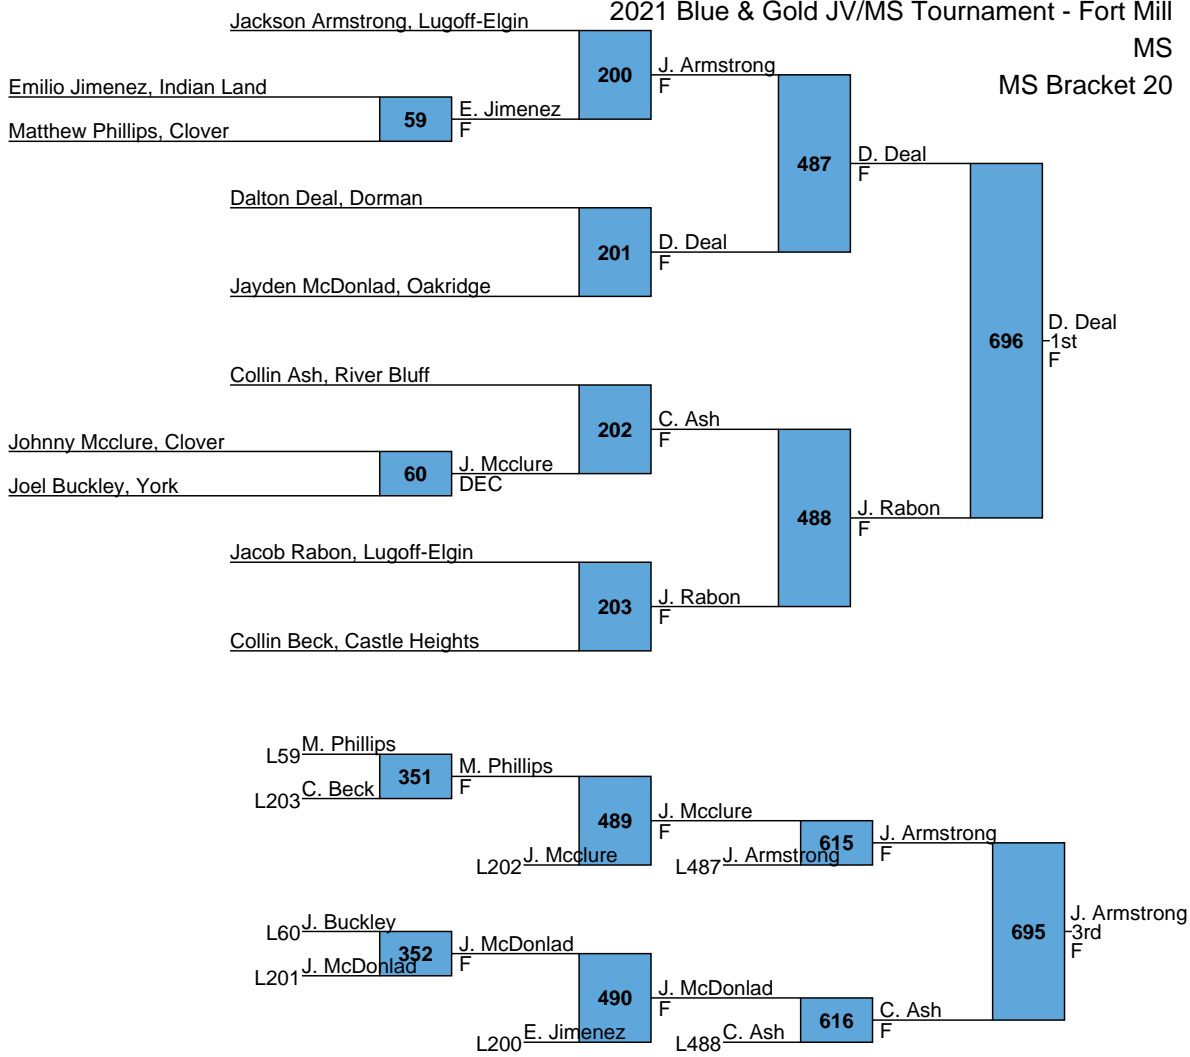 2021 Blue & Gold JV/MS Tournament - Fort Mill
MS
MS Bracket 20
Jackson Armstrong, Lugoff-Elgin
200
J. Armstrong
F
Emilio Jimenez, Indian Land
59
E. Jimenez
F
Matthew Phillips, Clover
487
D. Deal
F
Dalton Deal, Dorman
201
D. Deal
F
Jayden McDonlad, Oakridge
696
D. Deal
1st
F
Collin Ash, River Bluff
202
C. Ash
F
Johnny Mcclure, Clover
60
J. Mcclure
DEC
Joel Buckley, York
488
J. Rabon
F
Jacob Rabon, Lugoff-Elgin
203
J. Rabon
F
Collin Beck, Castle Heights
L59 M. Phillips
351
M. Phillips
F
L203 C. Beck
489
J. Mcclure
F
L202 J. Mcclure
615
J. Armstrong
F
L487 J. Armstrong
695
J. Armstrong
3rd
F
L60 J. Buckley
352
J. McDonlad
F
L201 J. McDonlad
490
J. McDonlad
F
L200 E. Jimenez
616
C. Ash
F
L488 C. Ash